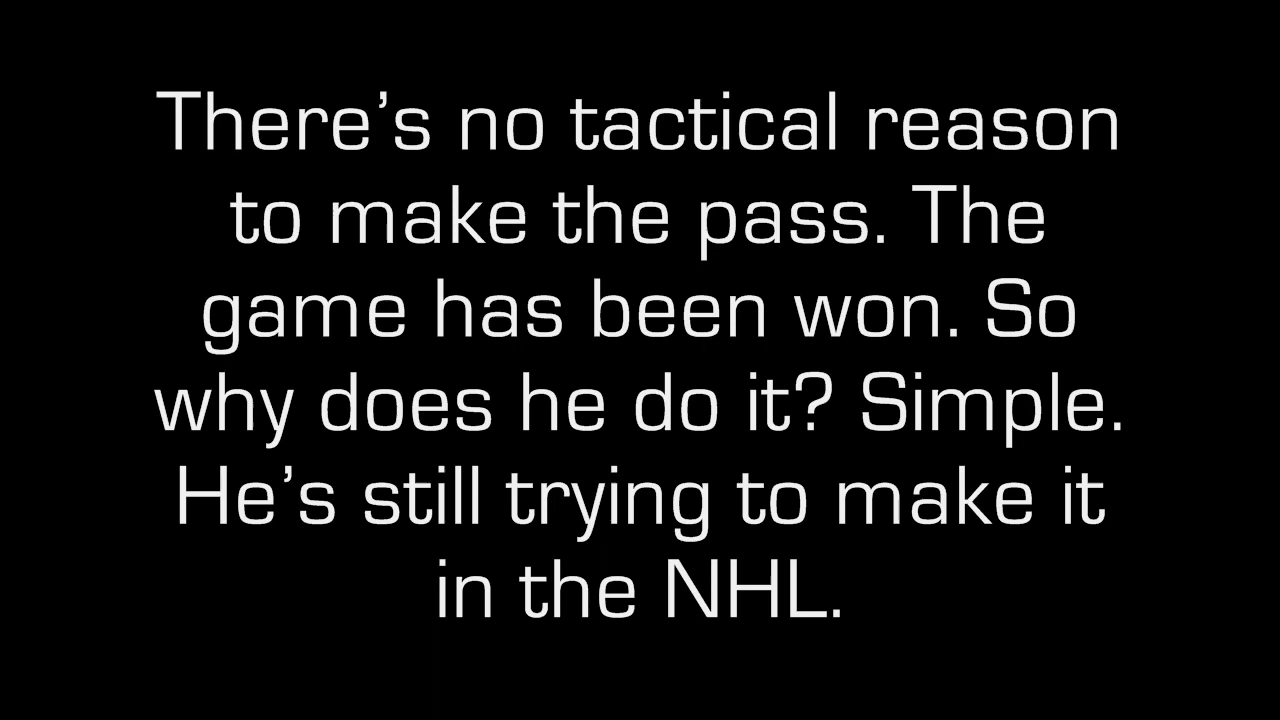 There’s no tactical reason
to make the pass. The
game has been won. So
why does he do it? Simple.
He’s still trying to make it
in the NHL.